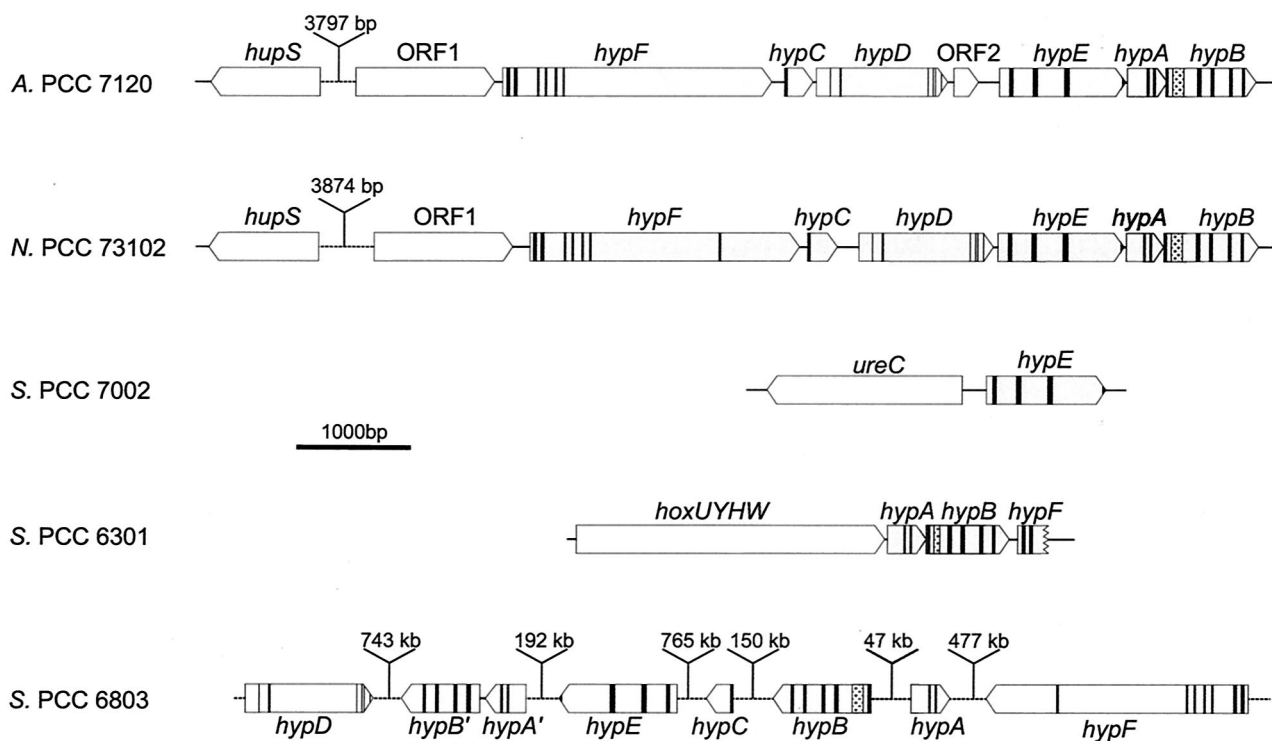 3797 bp
hupS ORF1 hypF hypC hypD ORF2 hypE hypA hypB
A. PCC 7120
3874 bp
hupS ORF1 hypF hypC hypD hypE hypA hypB
N. PCC 73102
ureC hypE
S. PCC 7002
1000bp
hoxUYHW hypA hypB hypF
S. PCC 6301
743 kb 192 kb 765 kb 150 kb 47 kb 477 kb
S. PCC 6803
hypD hypB' hypA' hypE hypC hypB hypA hypF